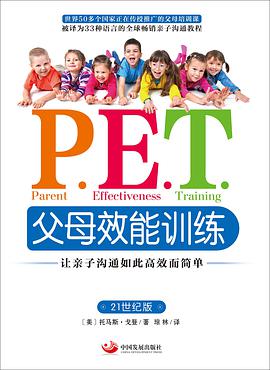 世界50多个国家正在传授推广的父母培训课
被译为33种语言的全球畅销亲子沟通教程
P.E.T.
Parent Effectiveness Training
父母效能训练
让亲子沟通如此高效而简单
21世纪版
[美]托马斯·戈登/著 琼林/译
中国发展出版社